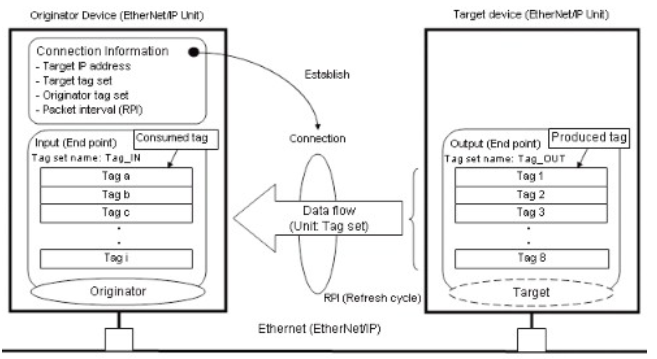 Originator Device (EtherNet/IP Unit)
Target device (EtherNet/IP Unit)
Connection Information
- Target IP address
- Target tag set
- Originator tag set
- Packet interval (RPI)
Establish
Connection
Input (End point)
Consumed tag
Tag set name: Tag_IN
Tag a
Tag b
Tag c
.
.
Tag i
Originator
Data flow
(Unit: Tag set)
RPI (Refresh cycle)
Output (End point)
Produced tag
Tag set name: Tag_OUT
Tag 1
Tag 2
Tag 3
.
.
Tag 8
Target
Ethernet (EtherNet/IP)